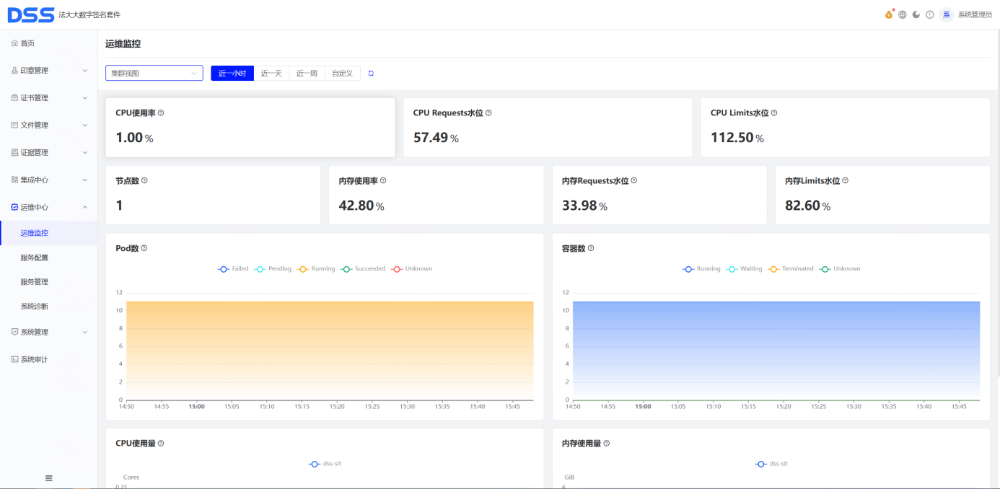 DSS 法大大数字签名套件
系 系统管理员
首页
印章管理
证书管理
文件管理
证据管理
集成中心
运维中心
运维监控
服务配置
服务管理
系统诊断
系统管理
系统审计
运维监控
集群视图 近一小时 近一天 近一周 自定义
CPU使用率 CPU Requests水位 CPU Limits水位
1.00 % 57.49 % 112.50 %
节点数 内存使用率 内存Requests水位 内存Limits水位
1 42.80 % 33.98 % 82.60 %
Pod数
Failed Pending Running Succeeded Unknown
12
10
8
6
4
2
0
14:50 14:55 15:00 15:05 15:10 15:15 15:20 15:25 15:30 15:35 15:40 15:45
容器数
Running Waiting Terminated Unknown
12
10
8
6
4
2
0
14:50 14:55 15:00 15:05 15:10 15:15 15:20 15:25 15:30 15:35 15:40 15:45
CPU使用量
dss-sit
Cores
0.21
内存使用量
dss-sit
GiB
6